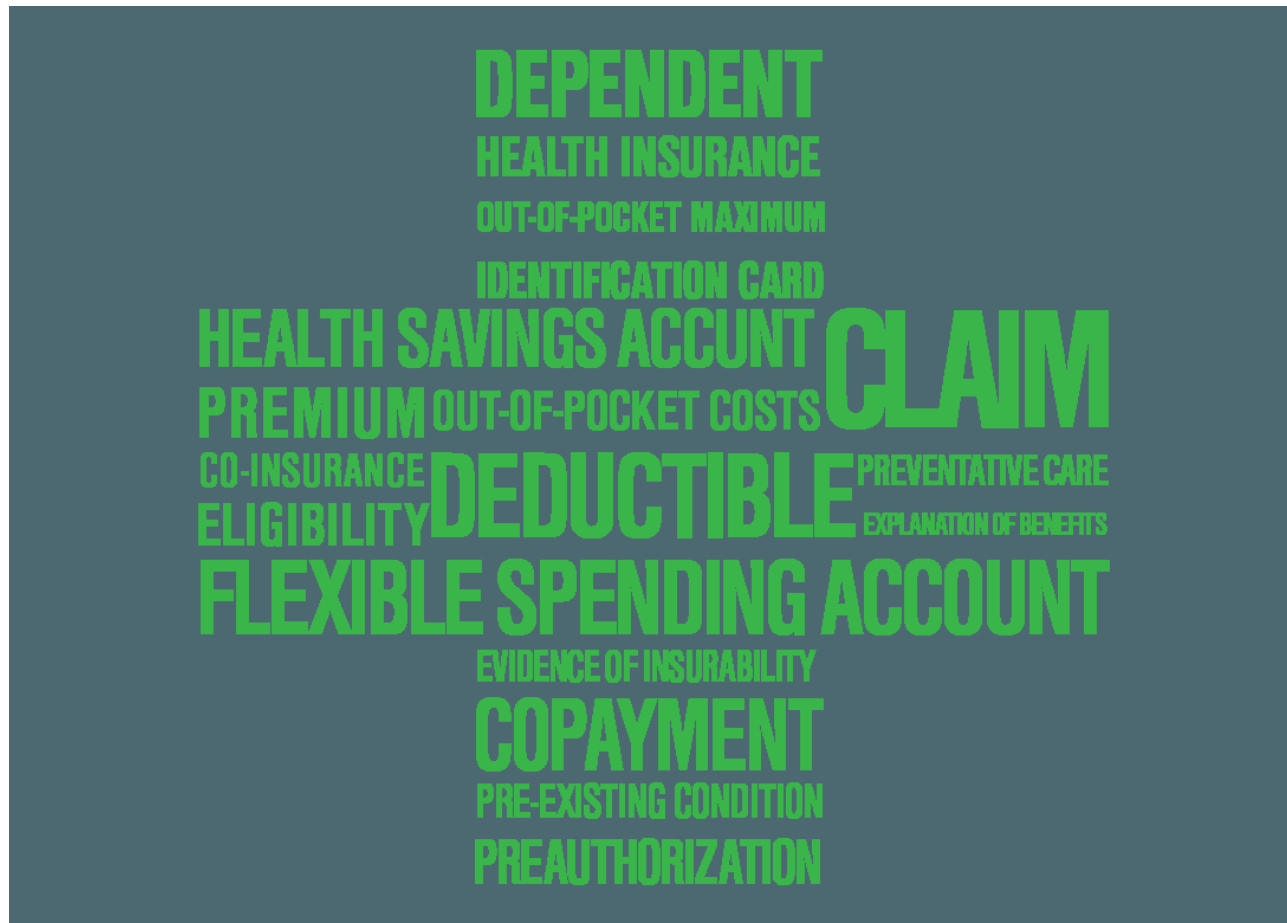 DEPENDENT
HEALTH INSURANCE
OUT-OF-POCKET MAXIMUM
IDENTIFICATION CARD
HEALTH SAVINGS ACCUNT
CLAIM
PREMIUM
OUT-OF-POCKET COSTS
CO-INSURANCE
DEDUCTIBLE
PREVENTATIVE CARE
ELIGIBILITY
EXPLANATION OF BENEFITS
FLEXIBLE SPENDING ACCOUNT
EVIDENCE OF INSURABILITY
COPAYMENT
PRE-EXISTING CONDITION
PREAUTHORIZATION